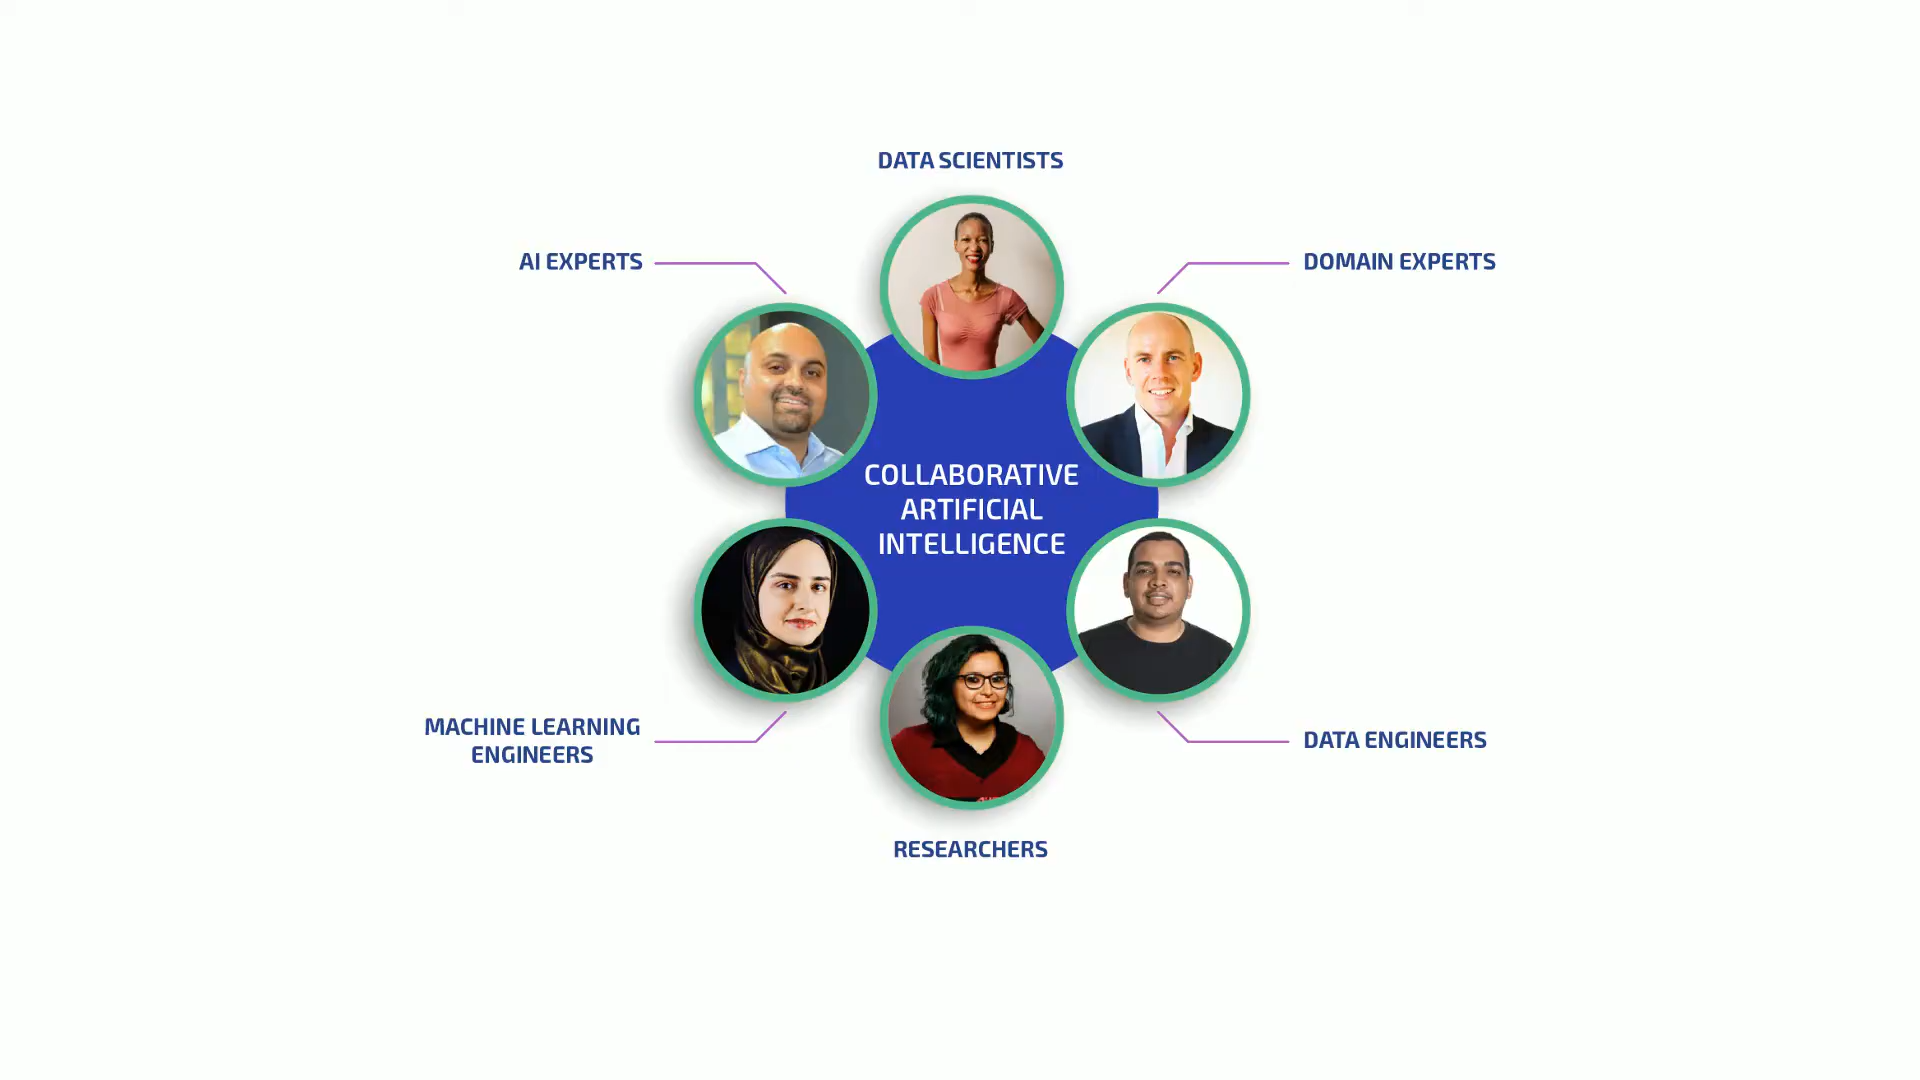 DATA SCIENTISTS
AI EXPERTS
DOMAIN EXPERTS
COLLABORATIVE
ARTIFICIAL
INTELLIGENCE
MACHINE LEARNING
ENGINEERS
DATA ENGINEERS
RESEARCHERS